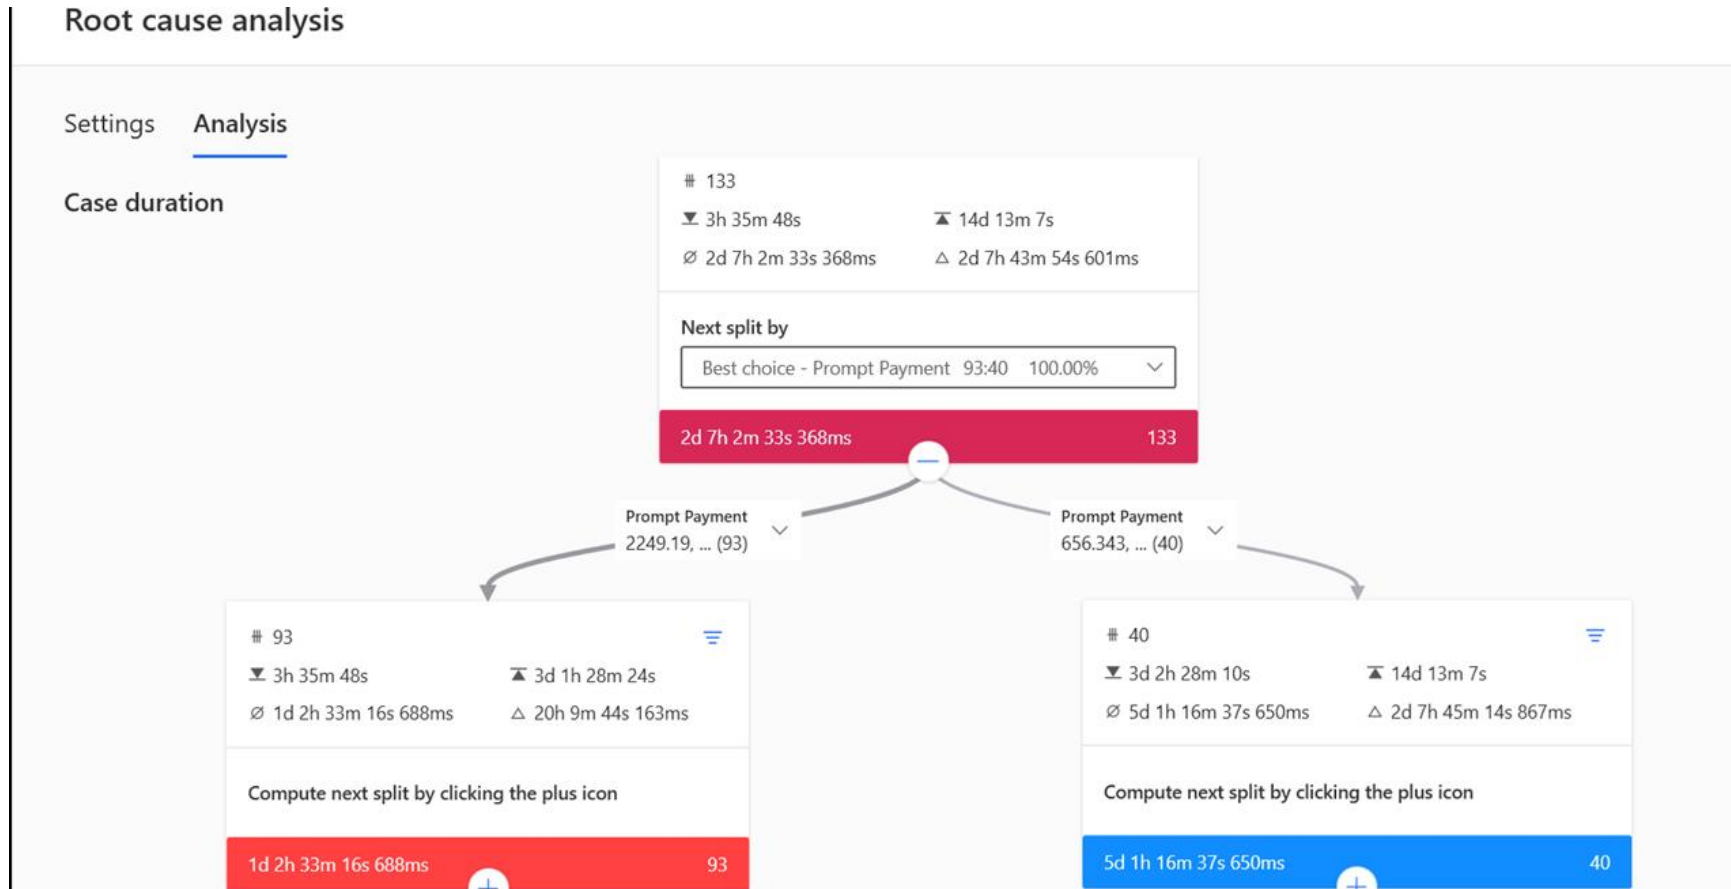 Root cause analysis
Settings Analysis
Case duration
133
3h 35m 48s 14d 13m 7s
2d 7h 2m 33s 368ms 2d 7h 43m 54s 601ms
Next split by
Best choice - Prompt Payment 93:40 100.00%
2d 7h 2m 33s 368ms 133
Prompt Payment
2249.19, ... (93)
Prompt Payment
656.343, ... (40)
93
3h 35m 48s 3d 1h 28m 24s
1d 2h 33m 16s 688ms 20h 9m 44s 163ms
Compute next split by clicking the plus icon
1d 2h 33m 16s 688ms 93
40
3d 2h 28m 10s 14d 13m 7s
5d 1h 16m 37s 650ms 2d 7h 45m 14s 867ms
Compute next split by clicking the plus icon
5d 1h 16m 37s 650ms 40